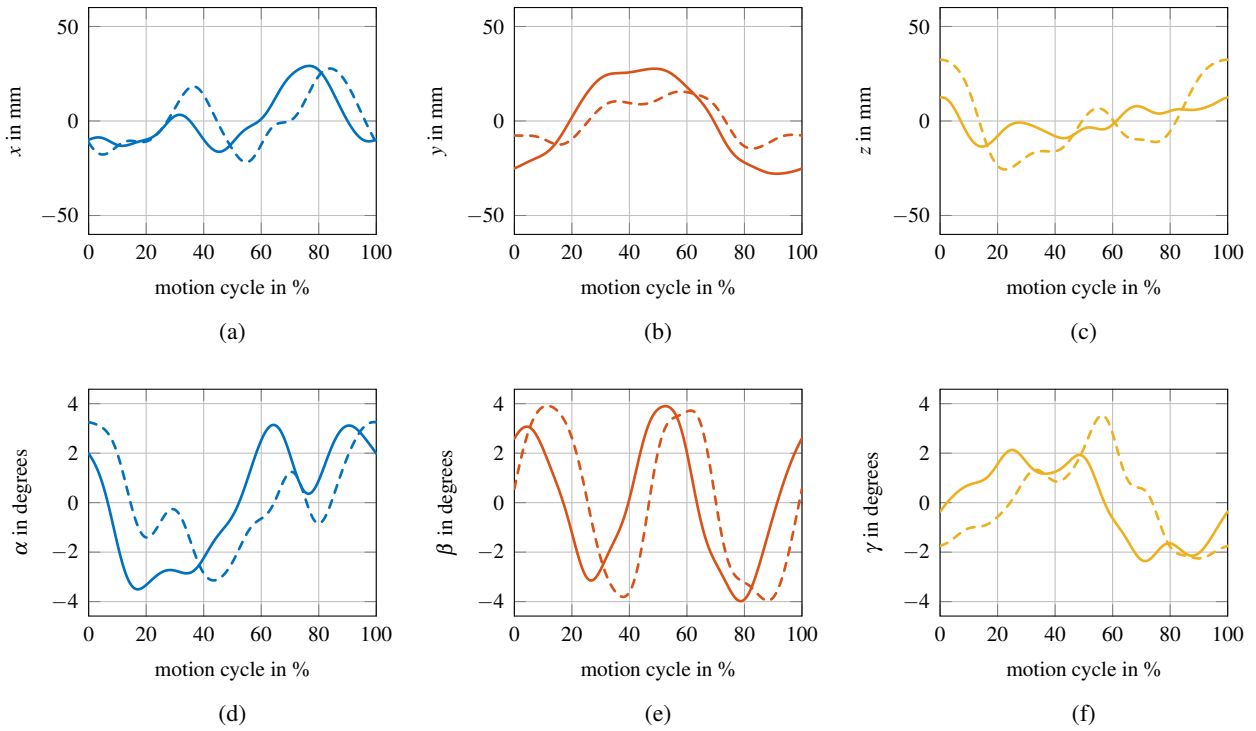 50
0
−50
x in mm
0 20 40 60 80 100
motion cycle in %
(a)
50
0
−50
y in mm
0 20 40 60 80 100
motion cycle in %
(b)
50
0
−50
z in mm
0 20 40 60 80 100
motion cycle in %
(c)
4
2
0
−2
−4
α in degrees
0 20 40 60 80 100
motion cycle in %
(d)
4
2
0
−2
−4
β in degrees
0 20 40 60 80 100
motion cycle in %
(e)
4
2
0
−2
−4
γ in degrees
0 20 40 60 80 100
motion cycle in %
(f)